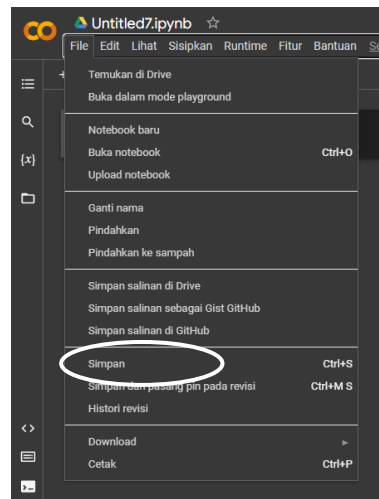 Untitled7.ipynb
File Edit Lihat Sisipkan Runtime Fitur Bantuan
Temukan di Drive
Buka dalam mode playground
Notebook baru
Buka notebook Ctrl+O
Upload notebook
Ganti nama
Pindahkan
Pindahkan ke sampah
Simpan salinan di Drive
Simpan salinan sebagai Gist GitHub
Simpan salinan di GitHub
Simpan Ctrl+S
Simpan dan pasang pin pada revisi Ctrl+M S
Histori revisi
Download
Cetak Ctrl+P
{x}